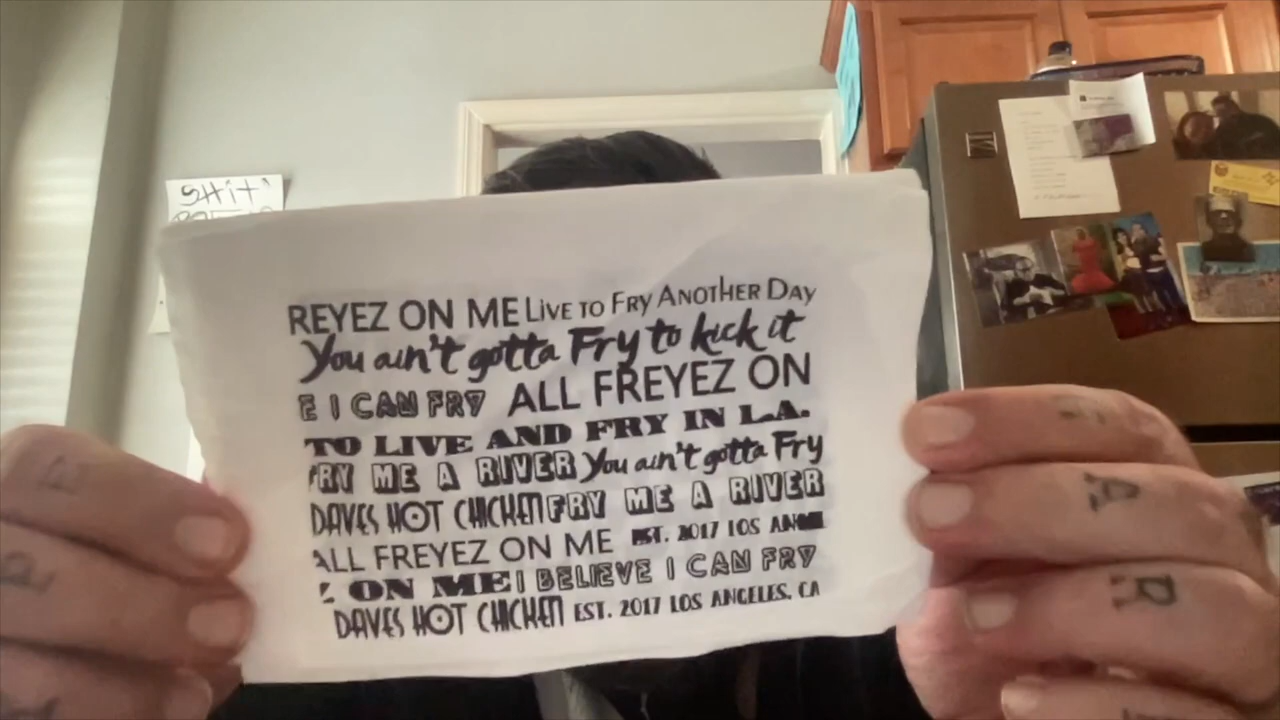 SHIT
REYEZ ON ME LIVE TO FRY ANOTHER DAY
You ain't gotta Fry to kick it
E I CAN FRY ALL FREYEZ ON
TO LIVE AND FRY IN L.A.
FRY ME A RIVER You ain't gotta Fry
DAVES HOT CHICKEN FRY ME A RIVER
ALL FREYEZ ON ME EST. 2017 LOS ANGE
Z ON ME I BELIEVE I CAN FRY
DAVES HOT CHICKEN EST. 2017 LOS ANGELES, CA
A
R